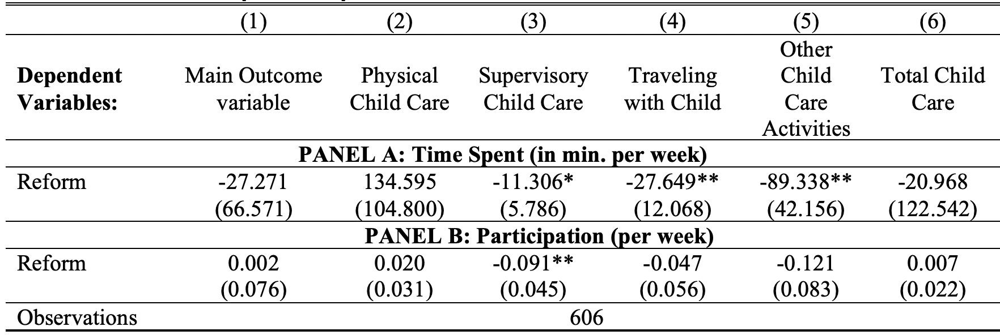 (1) (2) (3) (4) (5) (6)
Dependent Variables: Main Outcome variable Physical Child Care Supervisory Child Care Traveling with Child Other Child Care Activities Total Child Care
PANEL A: Time Spent (in min. per week)
Reform -27.271 134.595 -11.306* -27.649** -89.338** -20.968
(66.571) (104.800) (5.786) (12.068) (42.156) (122.542)
PANEL B: Participation (per week)
Reform 0.002 0.020 -0.091** -0.047 -0.121 0.007
(0.076) (0.031) (0.045) (0.056) (0.083) (0.022)
Observations 606